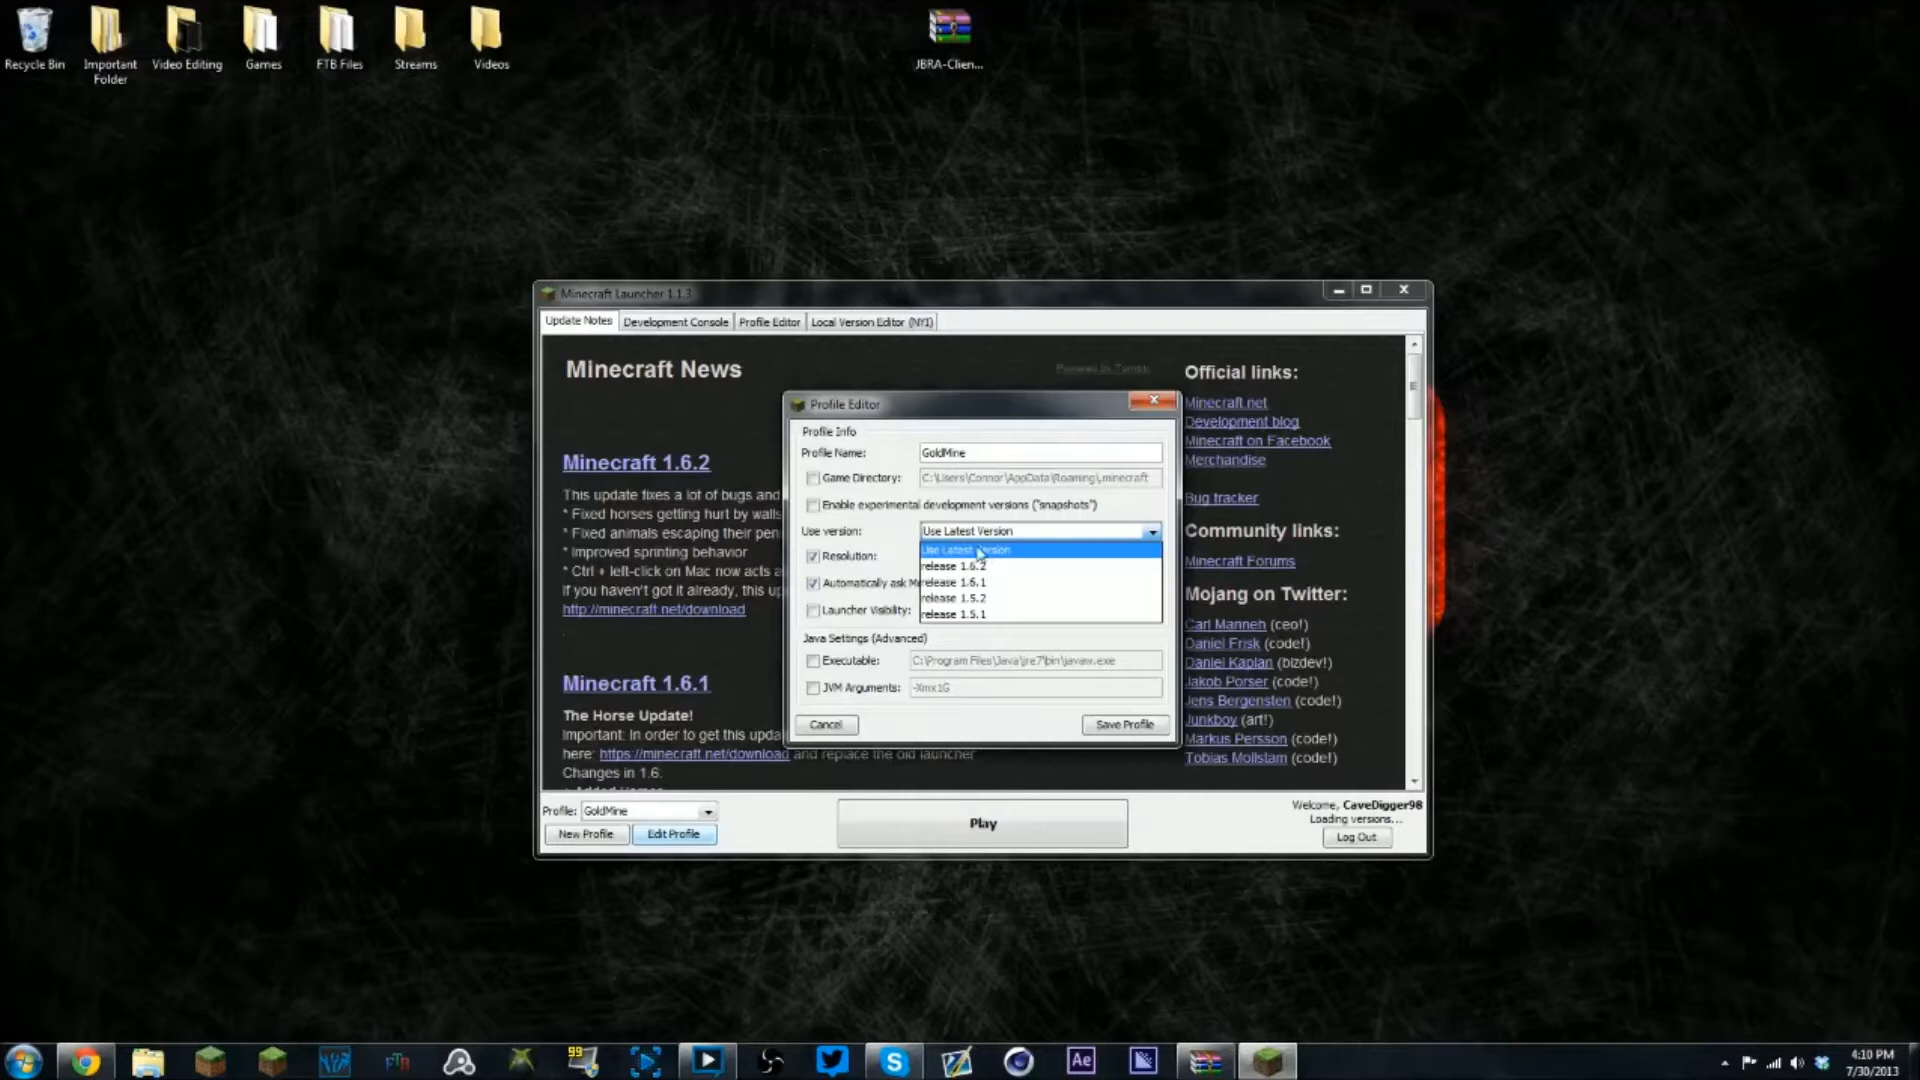 Recycle Bin
Important Folder
Video Editing
Games
FTB Files
Streams
Videos
JBRA-Clien...
Minecraft Launcher 1.1.3
Update Notes
Development Console
Profile Editor
Local Version Editor (NYI)
Minecraft News
Official links:
Minecraft.net
Development blog
Minecraft on Facebook
Merchandise
Bug tracker
Community links:
Minecraft Forums
Mojang on Twitter:
Carl Manneh (ceo!)
Daniel Frisk (code!)
Daniel Kaplan (bizdev!)
Jakob Porser (code!)
Jens Bergensten (code!)
Junkboy (art!)
Markus Persson (code!)
Tobias Mollstam (code!)
Minecraft 1.6.2
This update fixes a lot of bugs and
* Fixed horses getting hurt by walls
* Fixed animals escaping their pen
* Improved sprinting behavior
* Ctrl + left-click on Mac now acts a
If you haven't got it already, this up
http://minecraft.net/download
Minecraft 1.6.1
The Horse Update!
Important: In order to get this upda
here: https://minecraft.net/download and replace the old launcher
Changes in 1.6:
Profile Editor
Profile Info
Profile Name: GoldMine
Game Directory: C:\Users\Connor\AppData\Roaming\.minecraft
Enable experimental development versions ("snapshots")
Use version: Use Latest Version
Use Latest Version
Resolution:
release 1.6.2
Automatically ask M
release 1.6.1
release 1.5.2
Launcher Visibility:
release 1.5.1
Java Settings (Advanced)
Executable: C:\Program Files\Java\jre7\bin\javaw.exe
JVM Arguments: -Xmx1G
Cancel
Save Profile
Profile: GoldMine
New Profile
Edit Profile
Play
Welcome, CaveDigger98
Loading versions...
Log Out
FTB
99
Ae
4:10 PM
7/30/2013